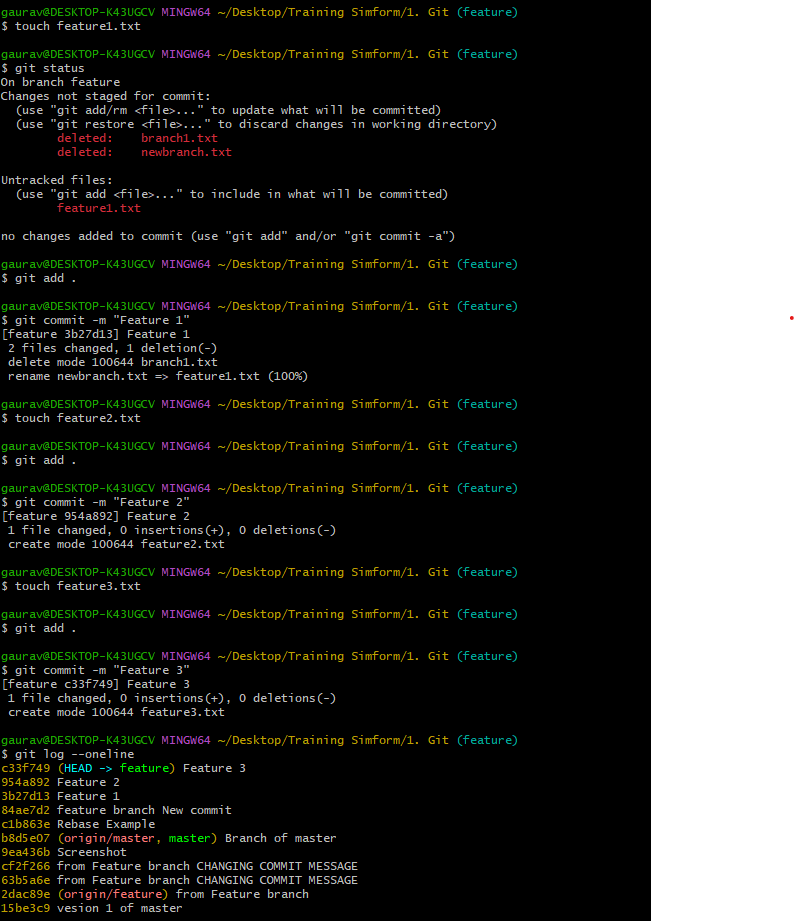 gaurav@DESKTOP-K43UGCV MINGW64 ~/Desktop/Training Simform/1. Git (feature)
$ touch feature1.txt
gaurav@DESKTOP-K43UGCV MINGW64 ~/Desktop/Training Simform/1. Git (feature)
$ git status
On branch feature
Changes not staged for commit:
  (use "git add/rm <file>..." to update what will be committed)
  (use "git restore <file>..." to discard changes in working directory)
        deleted:    branch1.txt
        deleted:    newbranch.txt
Untracked files:
  (use "git add <file>..." to include in what will be committed)
        feature1.txt
no changes added to commit (use "git add" and/or "git commit -a")
gaurav@DESKTOP-K43UGCV MINGW64 ~/Desktop/Training Simform/1. Git (feature)
$ git add .
gaurav@DESKTOP-K43UGCV MINGW64 ~/Desktop/Training Simform/1. Git (feature)
$ git commit -m "Feature 1"
[feature 3b27d13] Feature 1
 2 files changed, 1 deletion(-)
 delete mode 100644 branch1.txt
 rename newbranch.txt => feature1.txt (100%)
gaurav@DESKTOP-K43UGCV MINGW64 ~/Desktop/Training Simform/1. Git (feature)
$ touch feature2.txt
gaurav@DESKTOP-K43UGCV MINGW64 ~/Desktop/Training Simform/1. Git (feature)
$ git add .
gaurav@DESKTOP-K43UGCV MINGW64 ~/Desktop/Training Simform/1. Git (feature)
$ git commit -m "Feature 2"
[feature 954a892] Feature 2
 1 file changed, 0 insertions(+), 0 deletions(-)
 create mode 100644 feature2.txt
gaurav@DESKTOP-K43UGCV MINGW64 ~/Desktop/Training Simform/1. Git (feature)
$ touch feature3.txt
gaurav@DESKTOP-K43UGCV MINGW64 ~/Desktop/Training Simform/1. Git (feature)
$ git add .
gaurav@DESKTOP-K43UGCV MINGW64 ~/Desktop/Training Simform/1. Git (feature)
$ git commit -m "Feature 3"
[feature c33f749] Feature 3
 1 file changed, 0 insertions(+), 0 deletions(-)
 create mode 100644 feature3.txt
gaurav@DESKTOP-K43UGCV MINGW64 ~/Desktop/Training Simform/1. Git (feature)
$ git log --oneline
c33f749 (HEAD -> feature) Feature 3
954a892 Feature 2
3b27d13 Feature 1
84ae7d2 feature branch New commit
c1b863e Rebase Example
b8d5e07 (origin/master, master) Branch of master
9ea436b Screenshot
cf2f266 from Feature branch CHANGING COMMIT MESSAGE
63b5a6e from Feature branch CHANGING COMMIT MESSAGE
2dac89e (origin/feature) from Feature branch
15be3c9 vesion 1 of master